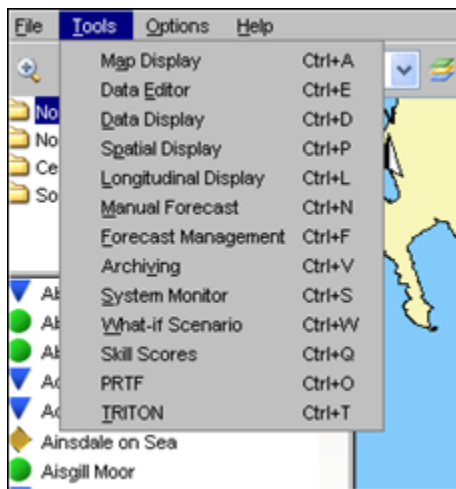 File Tools Options Help
Map Display Ctrl+A
Data Editor Ctrl+E
Data Display Ctrl+D
Spatial Display Ctrl+P
Longitudinal Display Ctrl+L
Manual Forecast Ctrl+N
Forecast Management Ctrl+F
Archiving Ctrl+V
System Monitor Ctrl+S
What-if Scenario Ctrl+W
Skill Scores Ctrl+Q
PRTF Ctrl+O
TRITON Ctrl+T
Ainsdale on Sea
Aisgill Moor